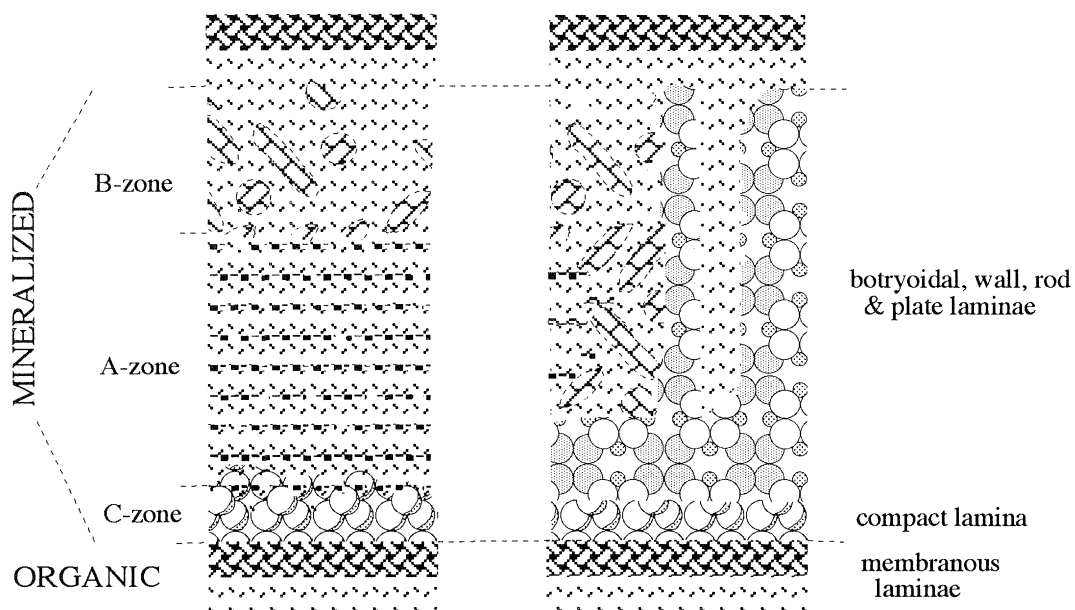 MINERALIZED
B-zone
A-zone
C-zone
ORGANIC
botryoidal, wall, rod
& plate laminae
compact lamina
membranous
laminae